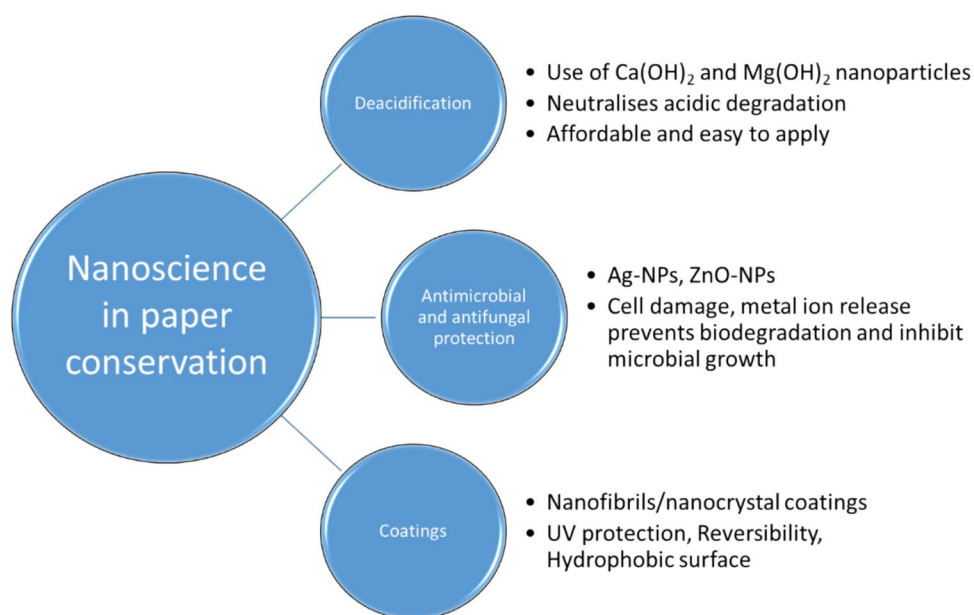 Nanoscience
in paper
conservation
Deacidification
• Use of Ca(OH)₂ and Mg(OH)₂ nanoparticles
• Neutralises acidic degradation
• Affordable and easy to apply
Antimicrobial
and antifungal
protection
• Ag-NPs, ZnO-NPs
• Cell damage, metal ion release
prevents biodegradation and inhibit
microbial growth
Coatings
• Nanofibrils/nanocrystal coatings
• UV protection, Reversibility,
Hydrophobic surface